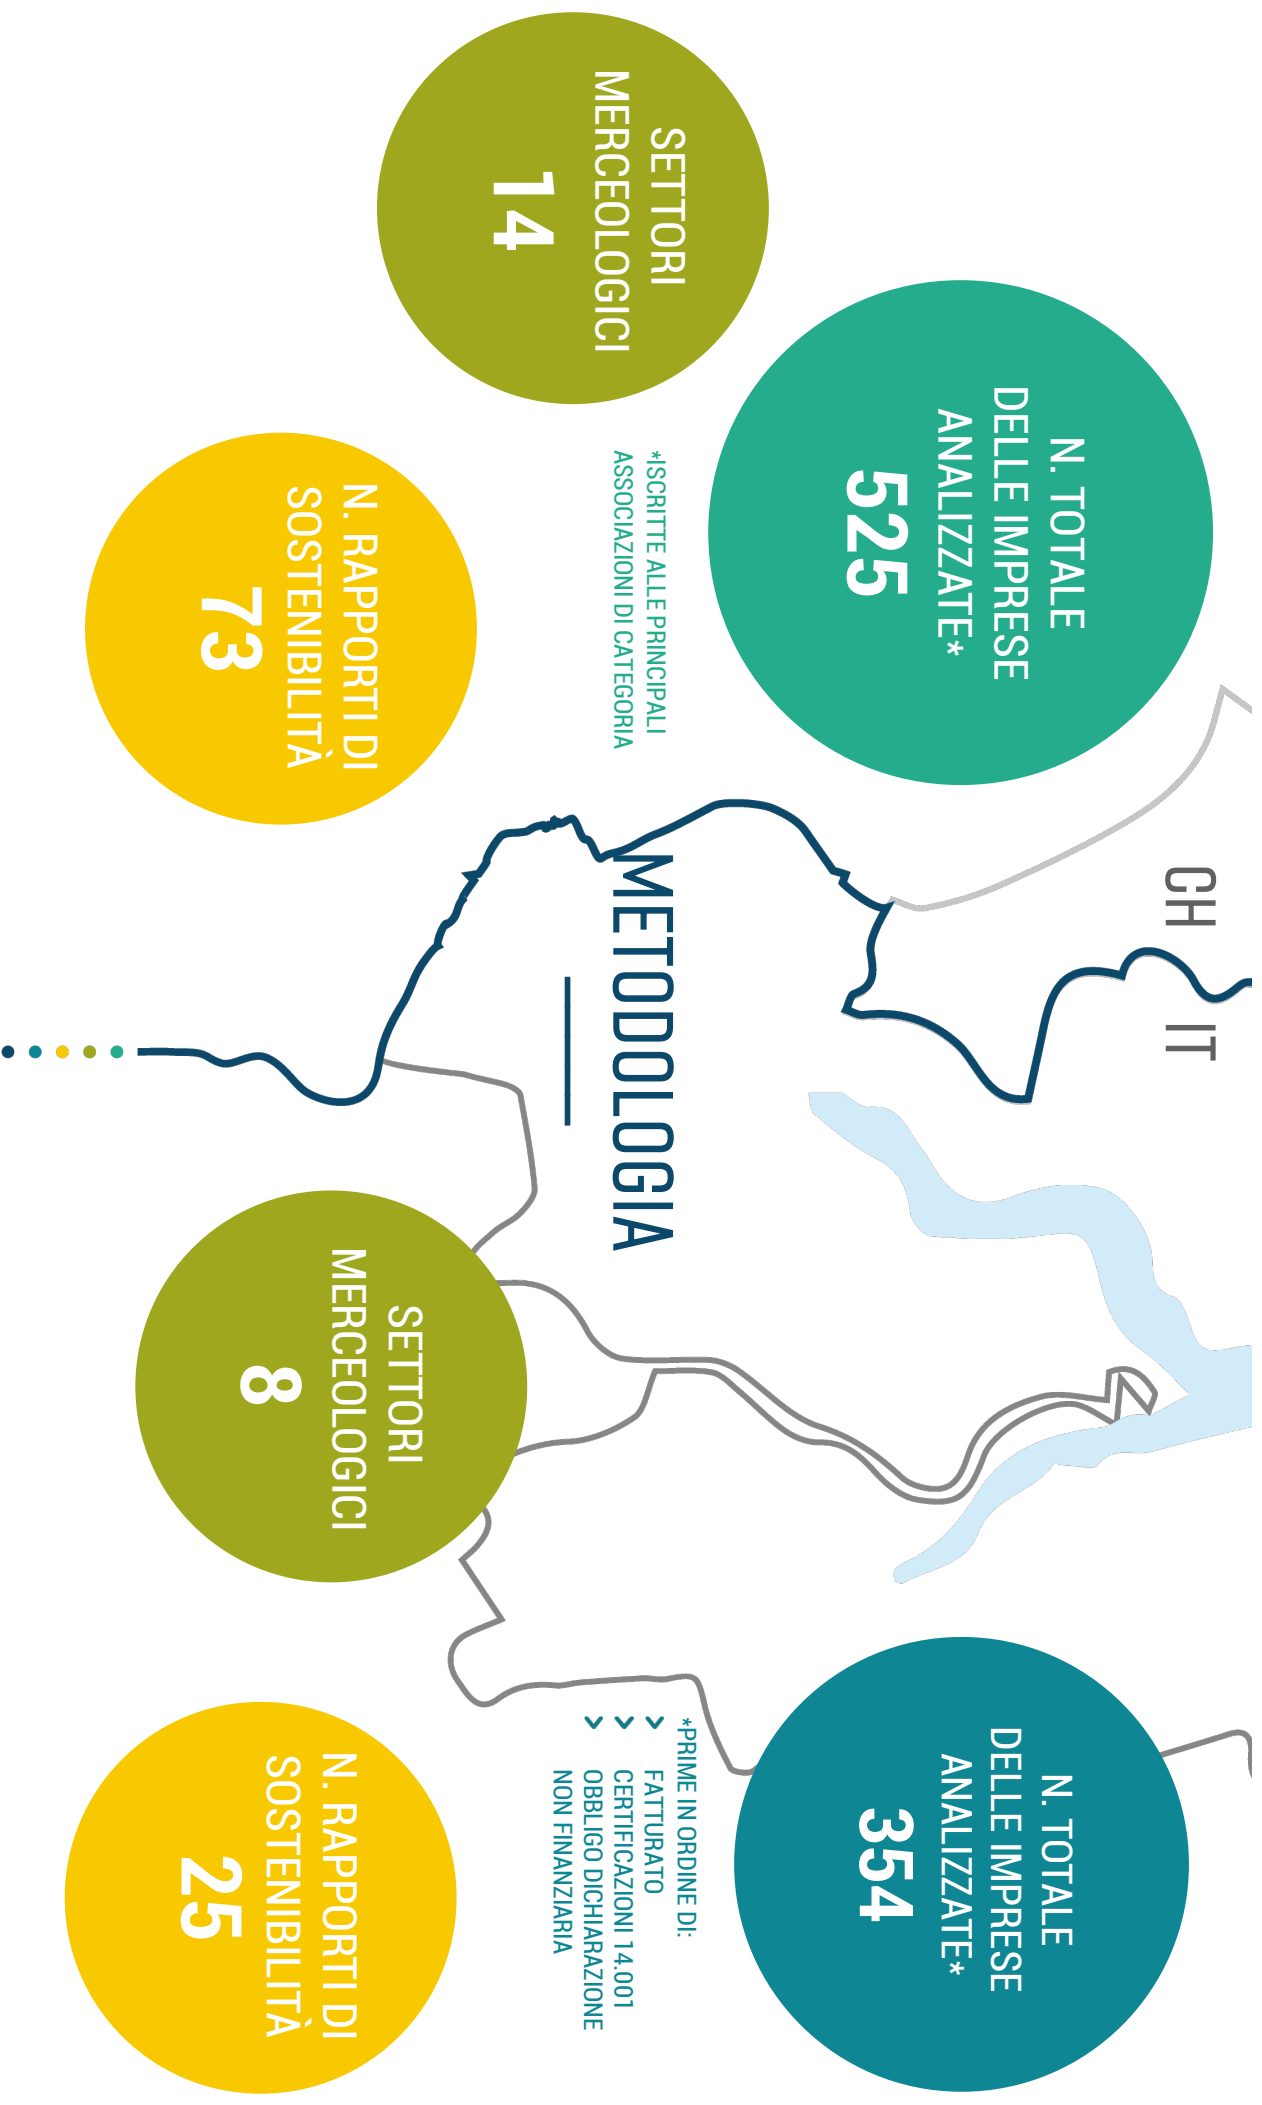 CH
IT
N. TOTALE
DELLE IMPRESE
ANALIZZATE*
525
SETTORI
MERCEOLOGICI
14
*ISCRITTE ALLE PRINCIPALI
ASSOCIAZIONI DI CATEGORIA
N. RAPPORTI DI
SOSTENIBILITÀ
73
METODOLOGIA
N. TOTALE
DELLE IMPRESE
ANALIZZATE*
354
*PRIME IN ORDINE DI:
FATTURATO
CERTIFICAZIONI 14.001
OBBLIGO DICHIARAZIONE
NON FINANZIARIA
SETTORI
MERCEOLOGICI
8
N. RAPPORTI DI
SOSTENIBILITÀ
25